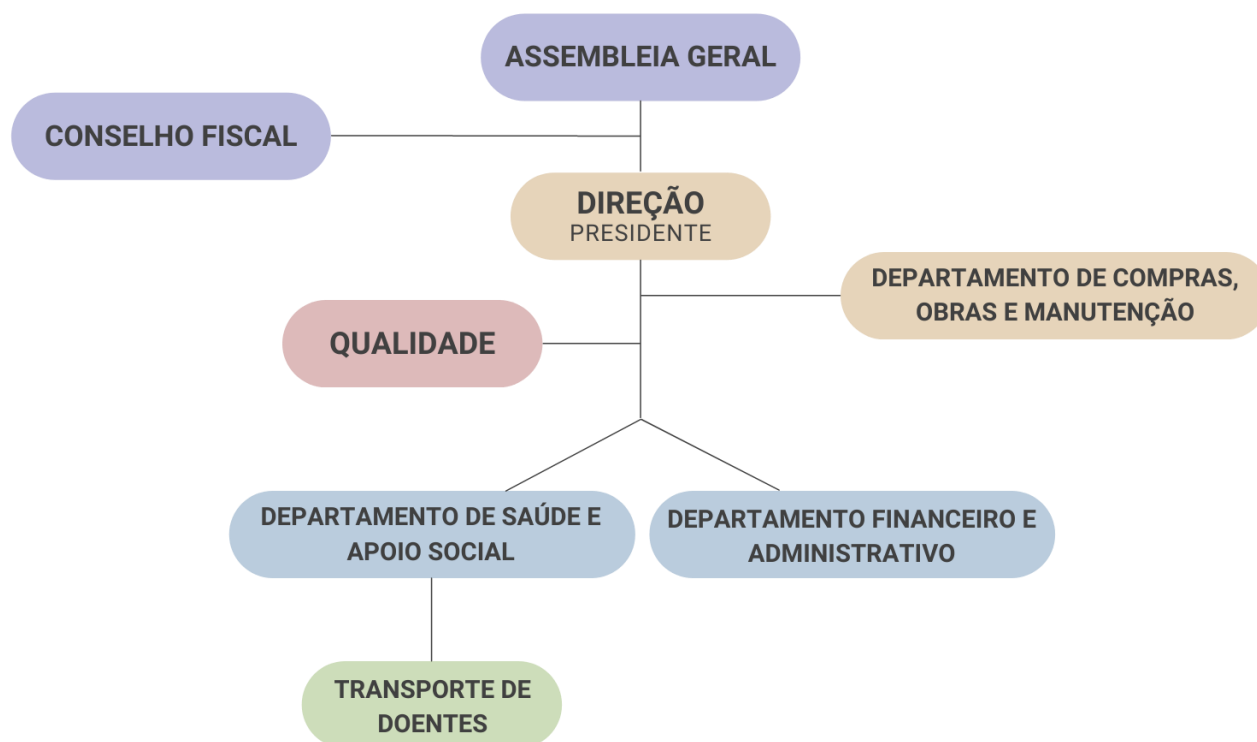 ASSEMBLEIA GERAL
CONSELHO FISCAL
DIREÇÃO
PRESIDENTE
DEPARTAMENTO DE COMPRAS,
OBRAS E MANUTENÇÃO
QUALIDADE
DEPARTAMENTO DE SAÚDE E
APOIO SOCIAL
DEPARTAMENTO FINANCEIRO E
ADMINISTRATIVO
TRANSPORTE DE
DOENTES